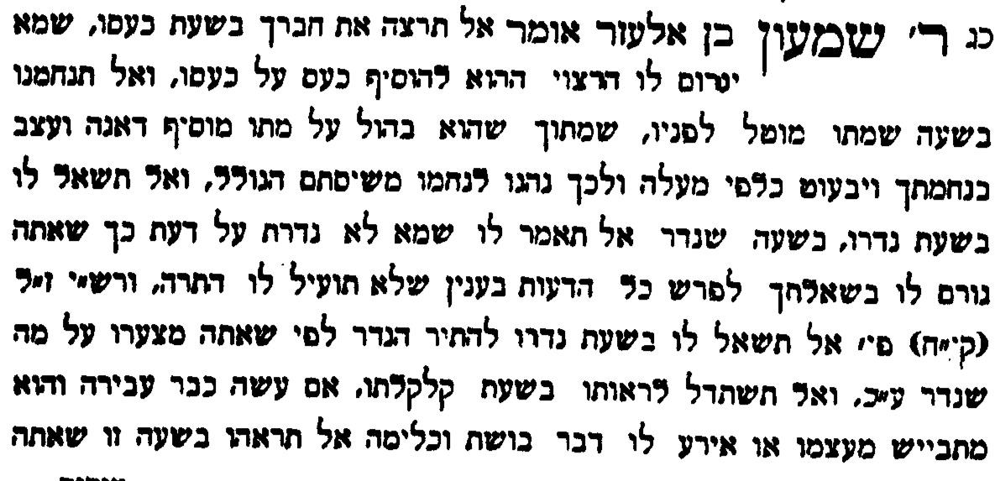 כג ר׳ שמעון בן אלעזר אומר אל תרצה את חברך בשעת כעסו, שמא
יגרום לו הרצוי ההוא להוסיף כעס על כעסו, ואל תנחמנו
בשעה שמתו מוטל לפניו, שמתוך שהוא בהול על מתו מוסיף דאגה ועצב
בנחמתך ויבעוט כלפי מעלה ולכך נהגו לנחמו משיסתם הגולל, ואל תשאל לו
בשעת נדרו, בשעה שנדר אל תאמר לו שמא לא נדרת על דעת כך שאתה
גורם לו בשאלתך לפרש כל הדעות בענין שלא תועיל לו התרה, ורש״י ז״ל
(קי״ח) פי׳ אל תשאל לו בשעת נדרו להתיר הנדר לפי שאתה מצערו על מה
שנדר ע״כ, ואל תשתדל לראותו בשעת קלקלתו, אם עשה כבר עבירה והוא
מתבייש מעצמו או אירע לו דבר בושת וכלימה אל תראהו בשעה זו שאתה